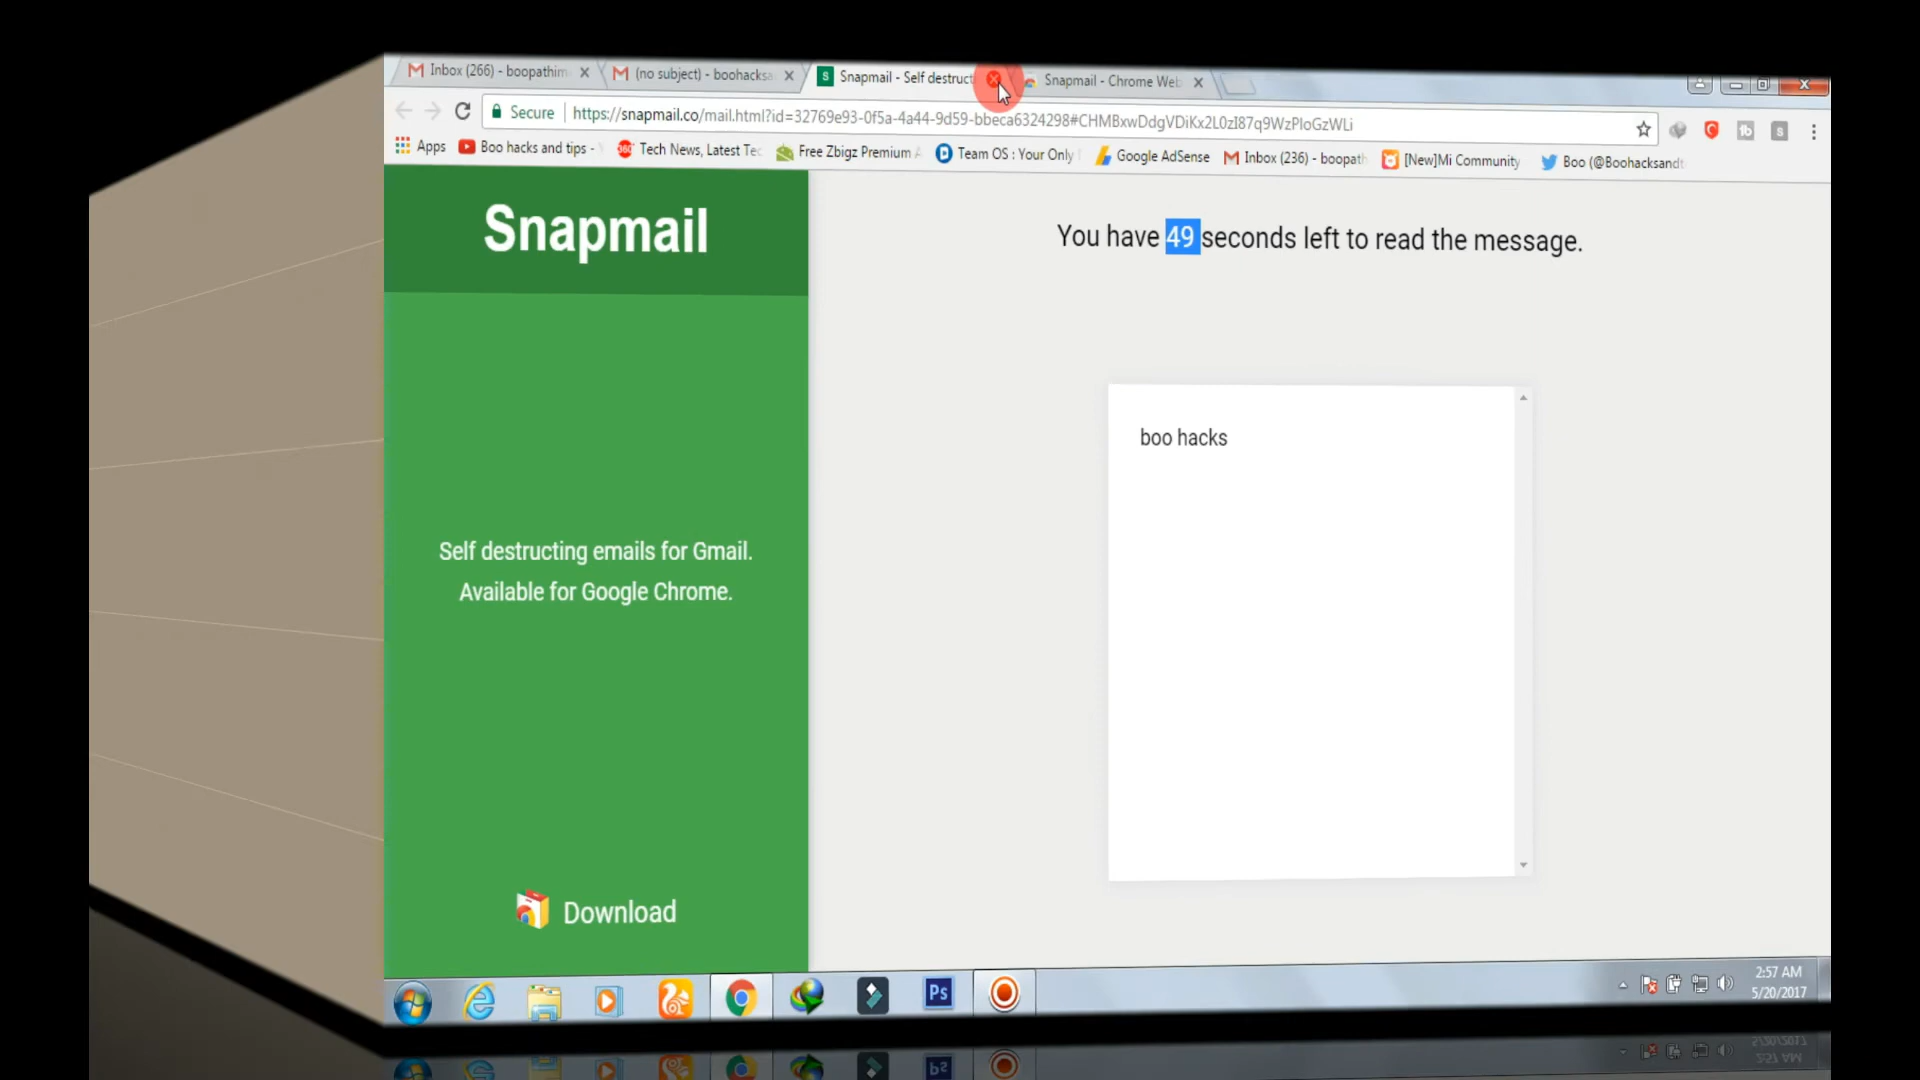 Inbox (266) - boopathim
(no subject) - boohacksa
S Snapmail - Self destruct
Snapmail - Chrome Web
Secure https://snapmail.co/mail.html?id=32769e93-0f5a-4a44-9d59-bbeca6324298#CHMBxwDdgVDiKx2L0zI87q9WzPIoGzWLi
Apps Boo hacks and tips - Tech News, Latest Tec Free Zbigz Premium A Team OS : Your Only Google AdSense Inbox (236) - boopath [New]Mi Community Boo (@Boohacksandt
Snapmail
You have 49 seconds left to read the message.
boo hacks
Self destructing emails for Gmail.
Available for Google Chrome.
Download
Ps
2:57 AM
5/20/2017